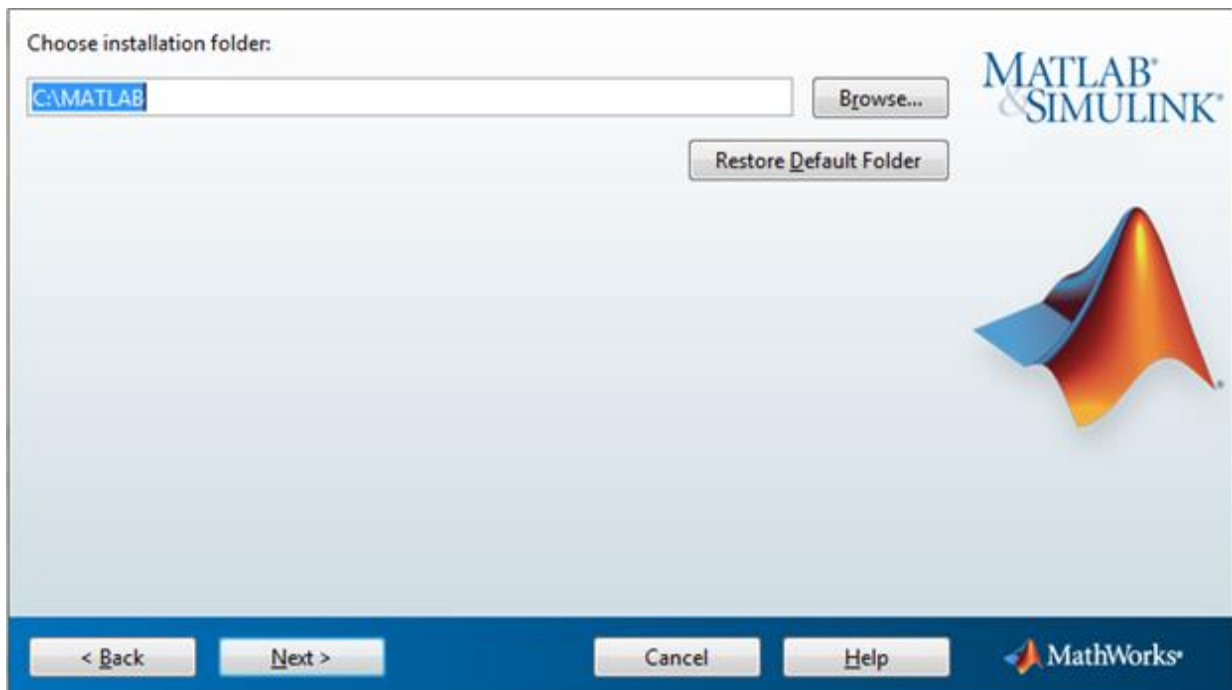 Choose installation folder:
C:\MATLAB
Browse...
Restore Default Folder
MATLAB®
&SIMULINK®
®
< Back
Next >
Cancel
Help
MathWorks®